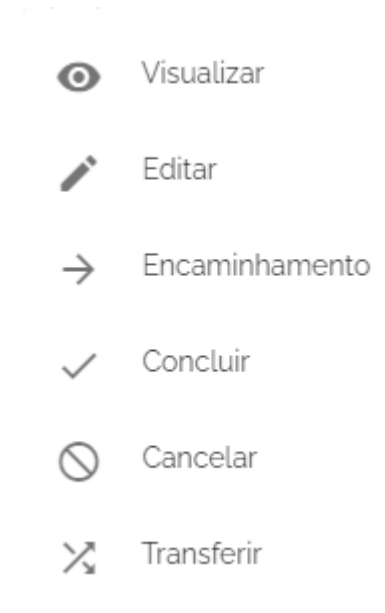 Visualizar
Editar
Encaminhamento
Concluir
Cancelar
Transferir